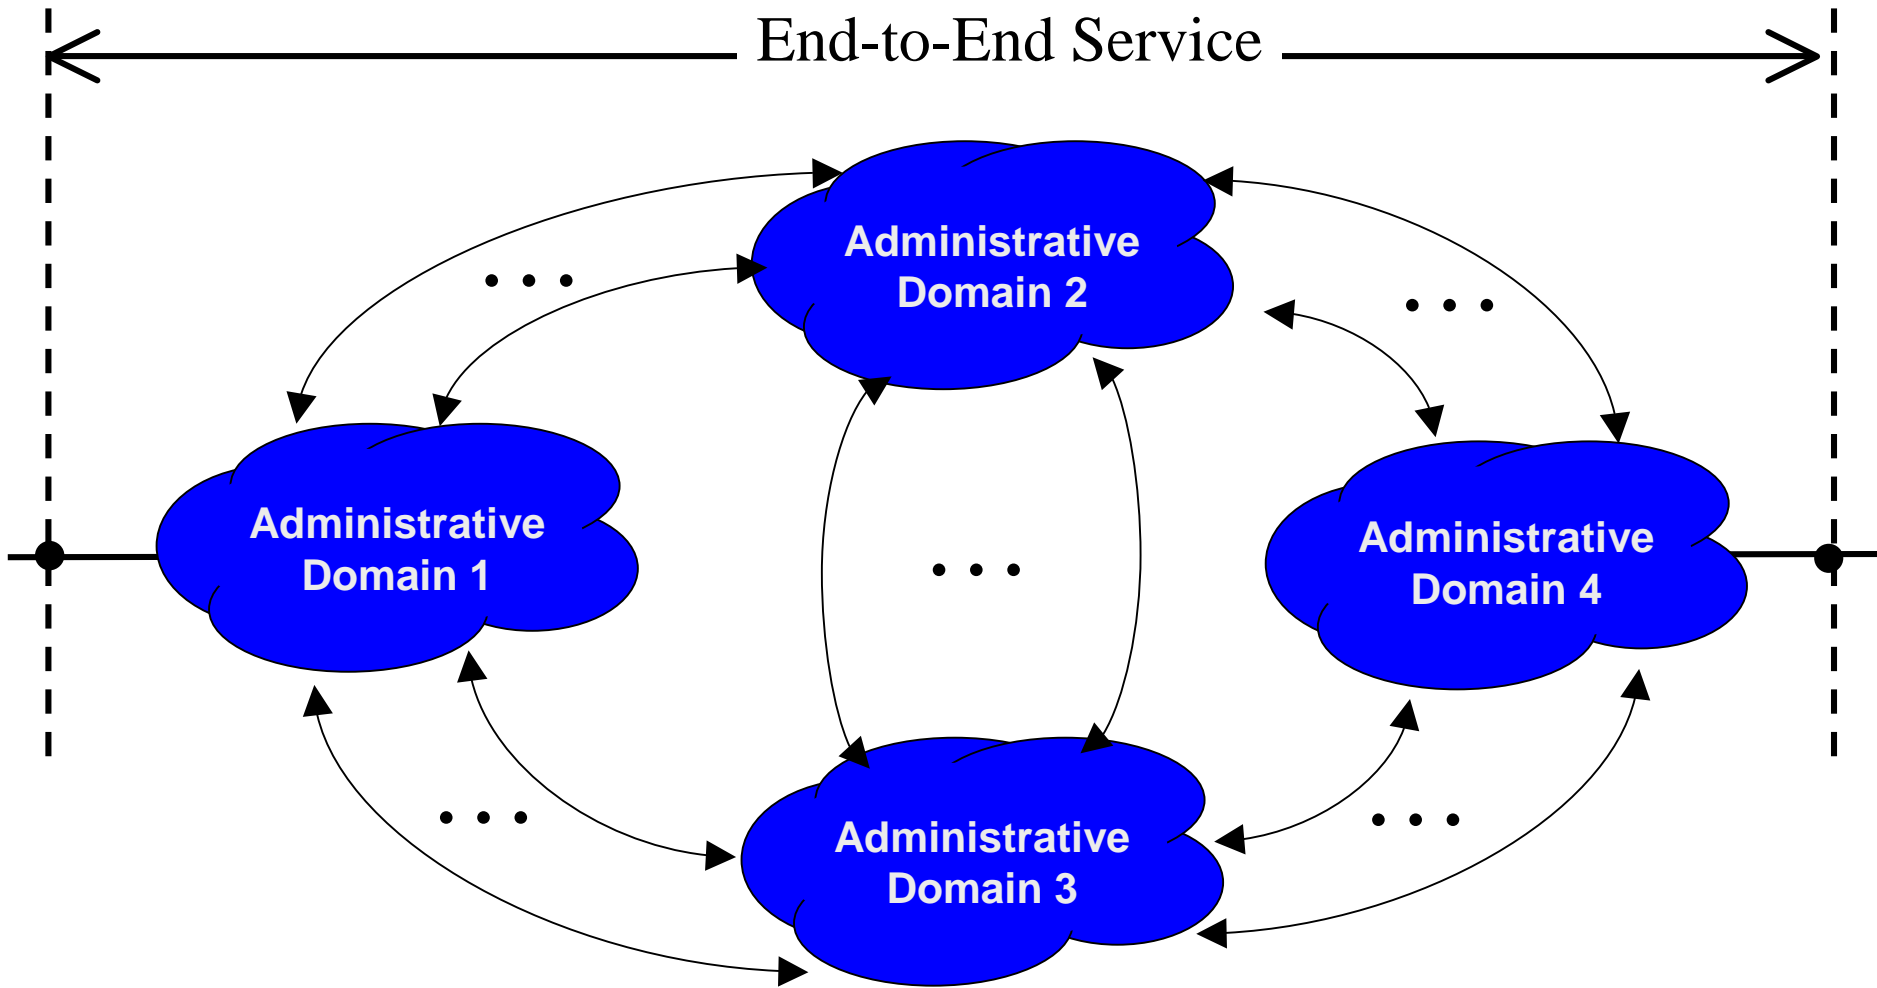 End-to-End Service
Administrative
Domain 2
. . .
. . .
Administrative
Domain 1
. . .
Administrative
Domain 4
. . .
Administrative
Domain 3
. . .